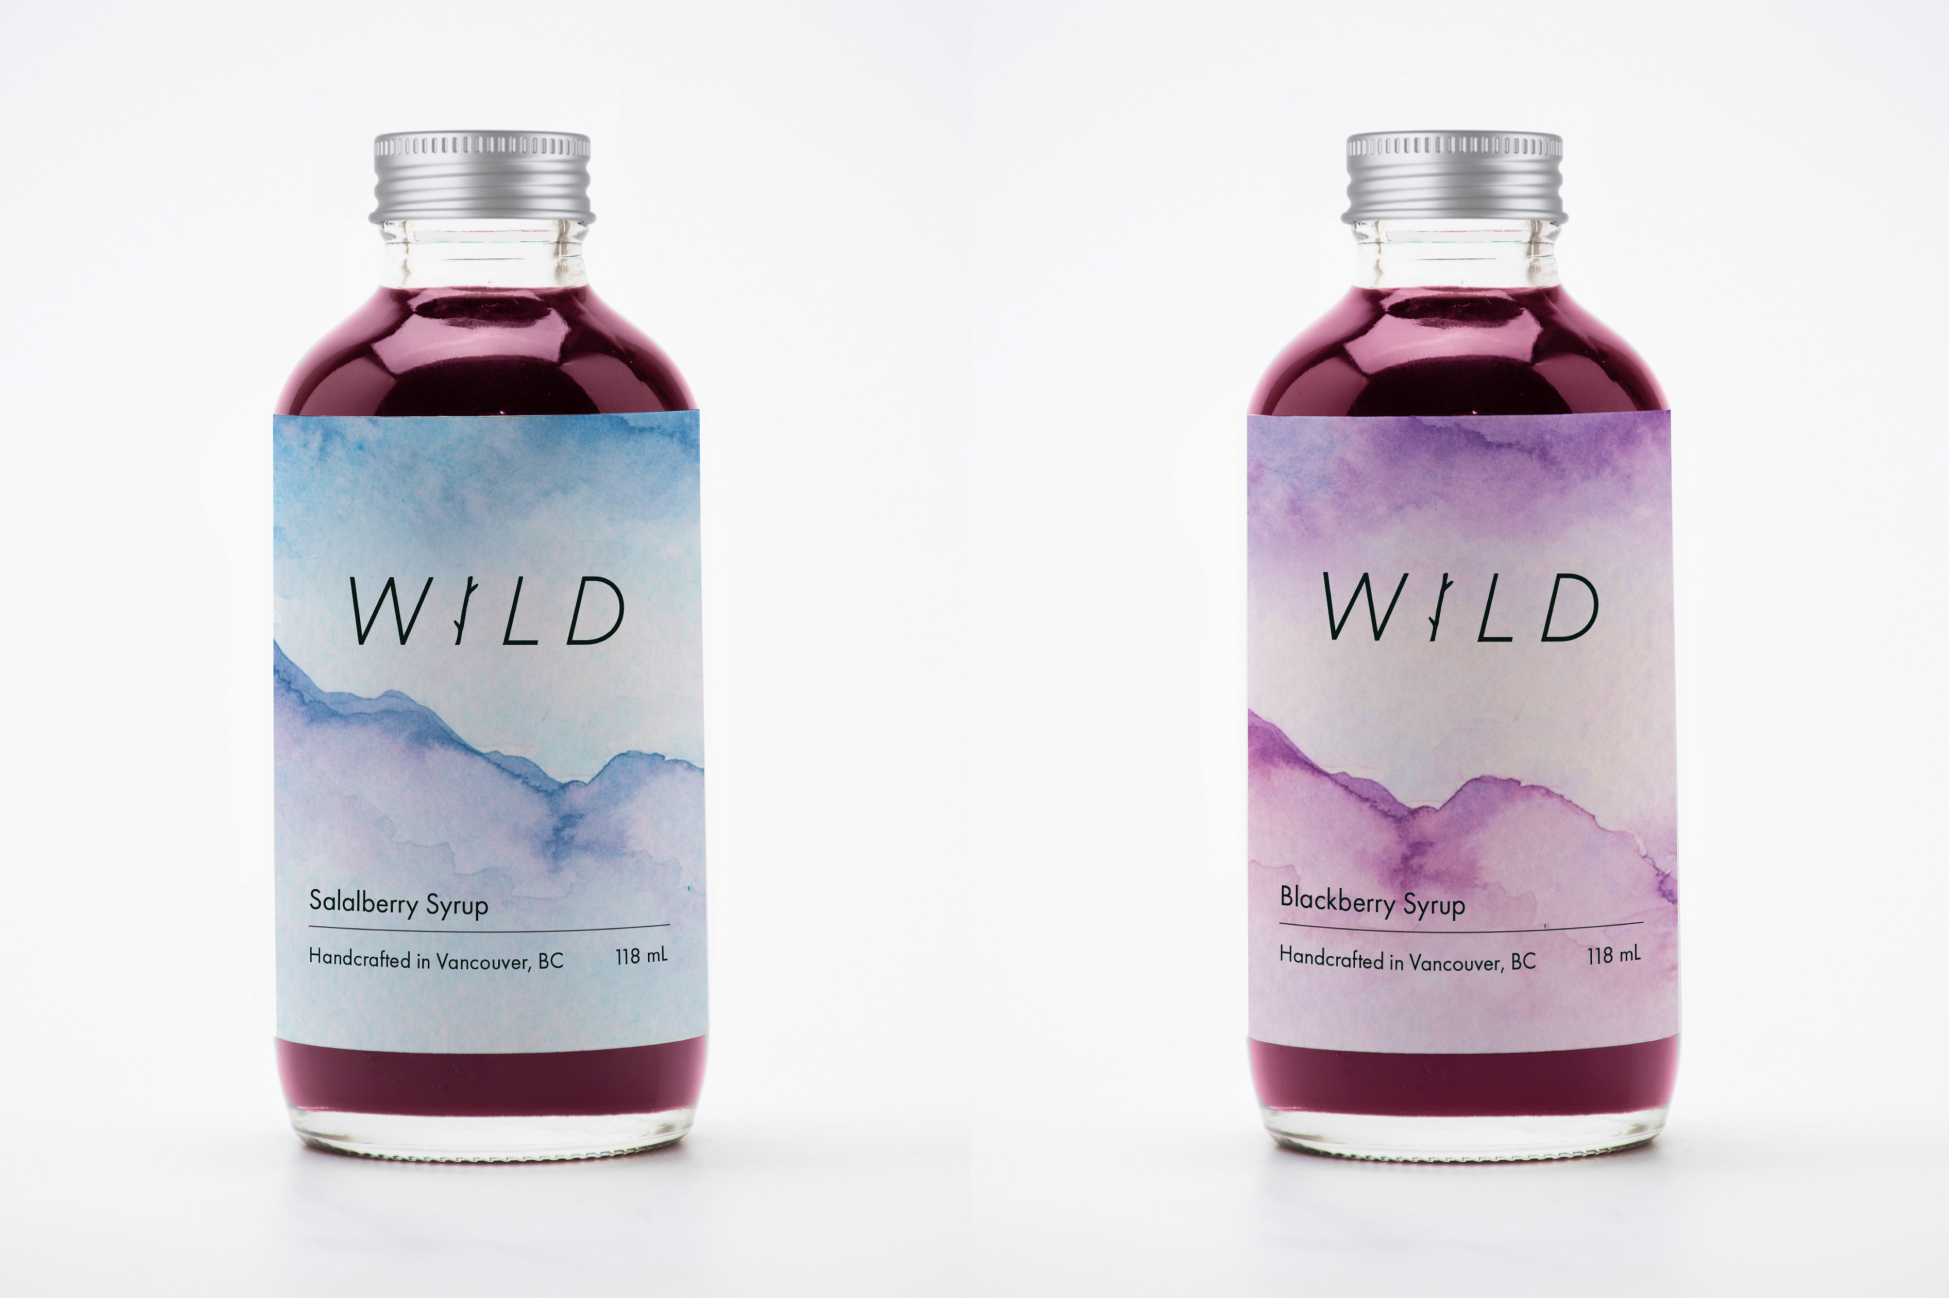 WILD
Salalberry Syrup
Handcrafted in Vancouver, BC 118 mL
WILD
Blackberry Syrup
Handcrafted in Vancouver, BC 118 mL